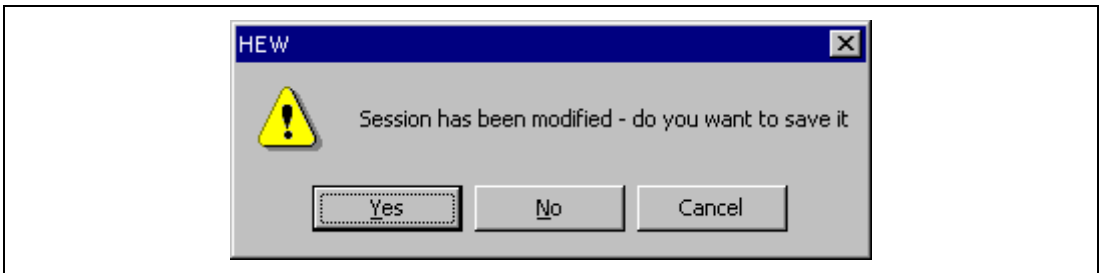 HEW
Session has been modified - do you want to save it
Yes No Cancel